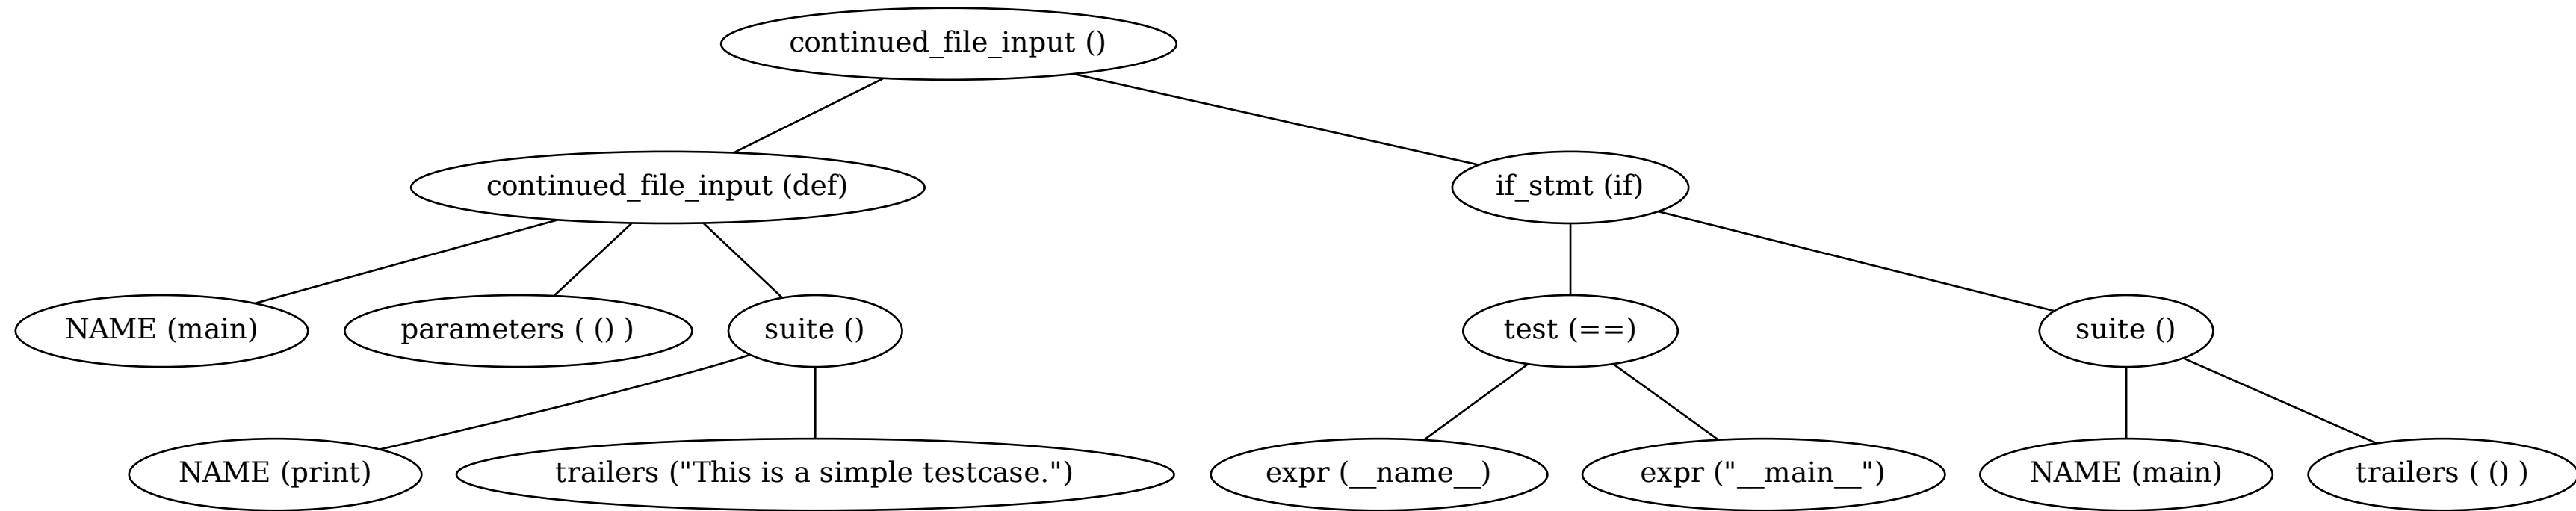 continued_file_input ()
continued_file_input (def)
if_stmt (if)
NAME (main)
parameters ( () )
suite ()
test (==)
suite ()
NAME (print)
trailers ("This is a simple testcase.")
expr (__name__)
expr ("__main__")
NAME (main)
trailers ( () )